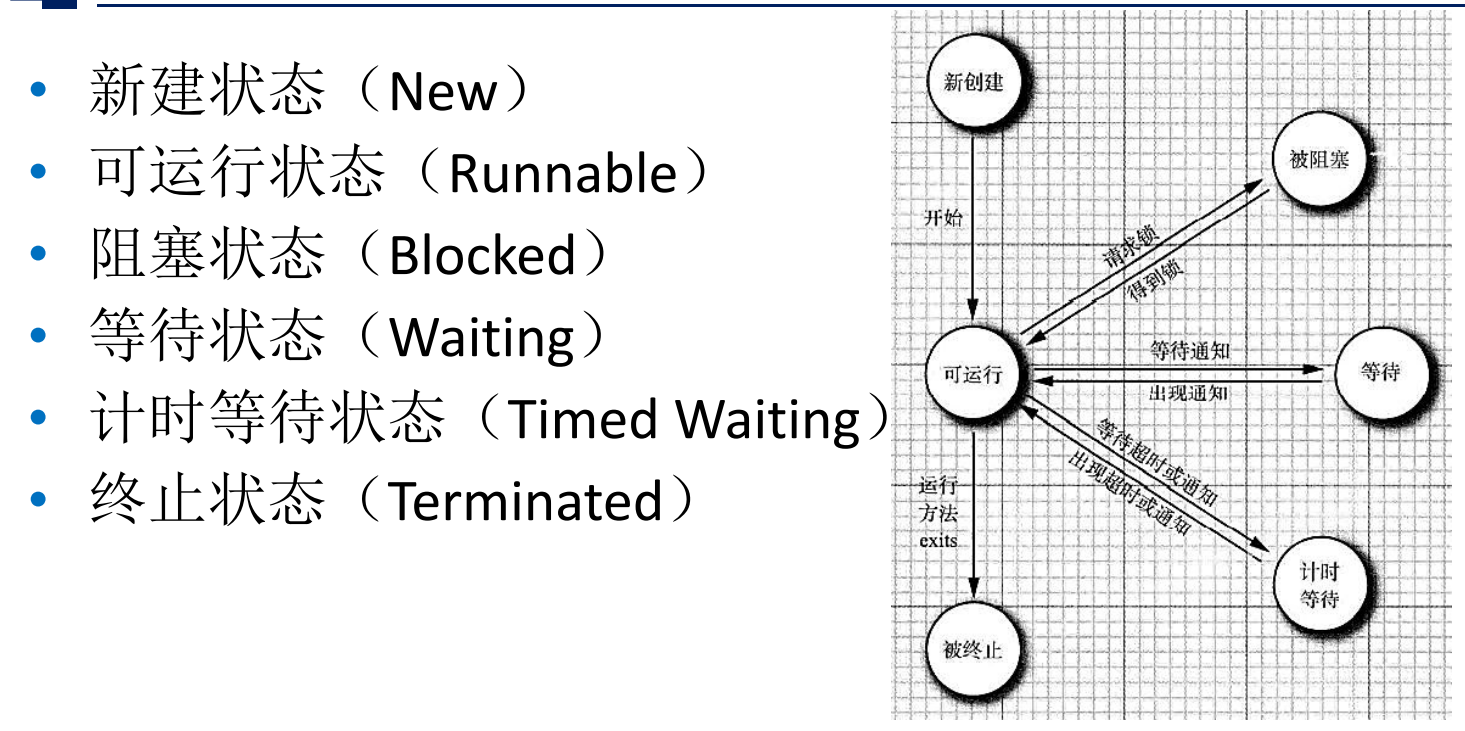 • 新建状态（New）
• 可运行状态（Runnable）
• 阻塞状态（Blocked）
• 等待状态（Waiting）
• 计时等待状态（Timed Waiting）
• 终止状态（Terminated）
新创建
被阻塞
开始
请求锁
得到锁
可运行
等待通知
出现通知
等待
等待超时或通知
出现超时或通知
运行
方法
exits
计时
等待
被终止